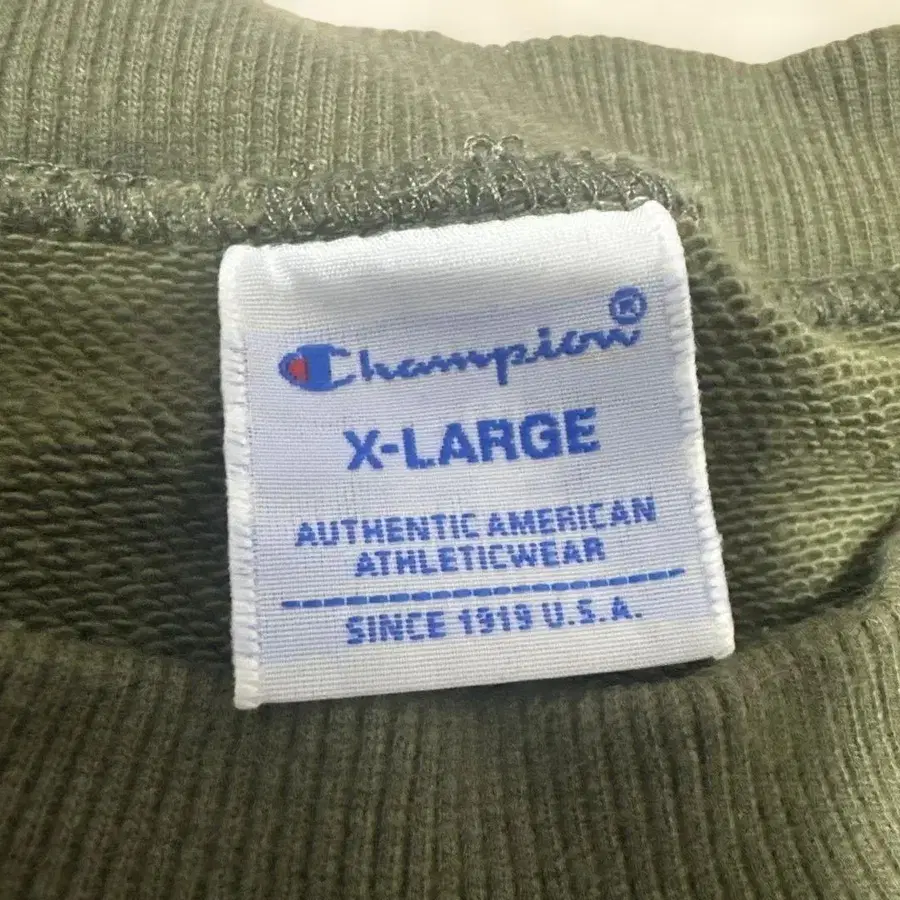 Champion®
X-LARGE
AUTHENTIC AMERICAN
ATHLETICWEAR
SINCE 1919 U.S.A.